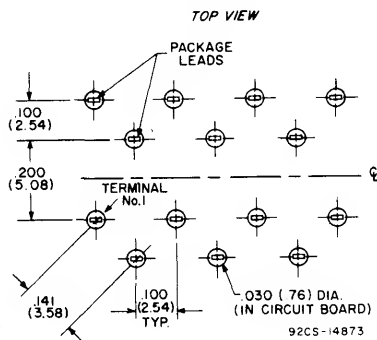 TOP VIEW
PACKAGE
LEADS
.100
(2.54)
.200
(5.08)
℄
TERMINAL
No.1
.141
(3.58)
.100
(2.54)
TYP.
.030 (.76) DIA.
(IN CIRCUIT BOARD)
92CS-14873